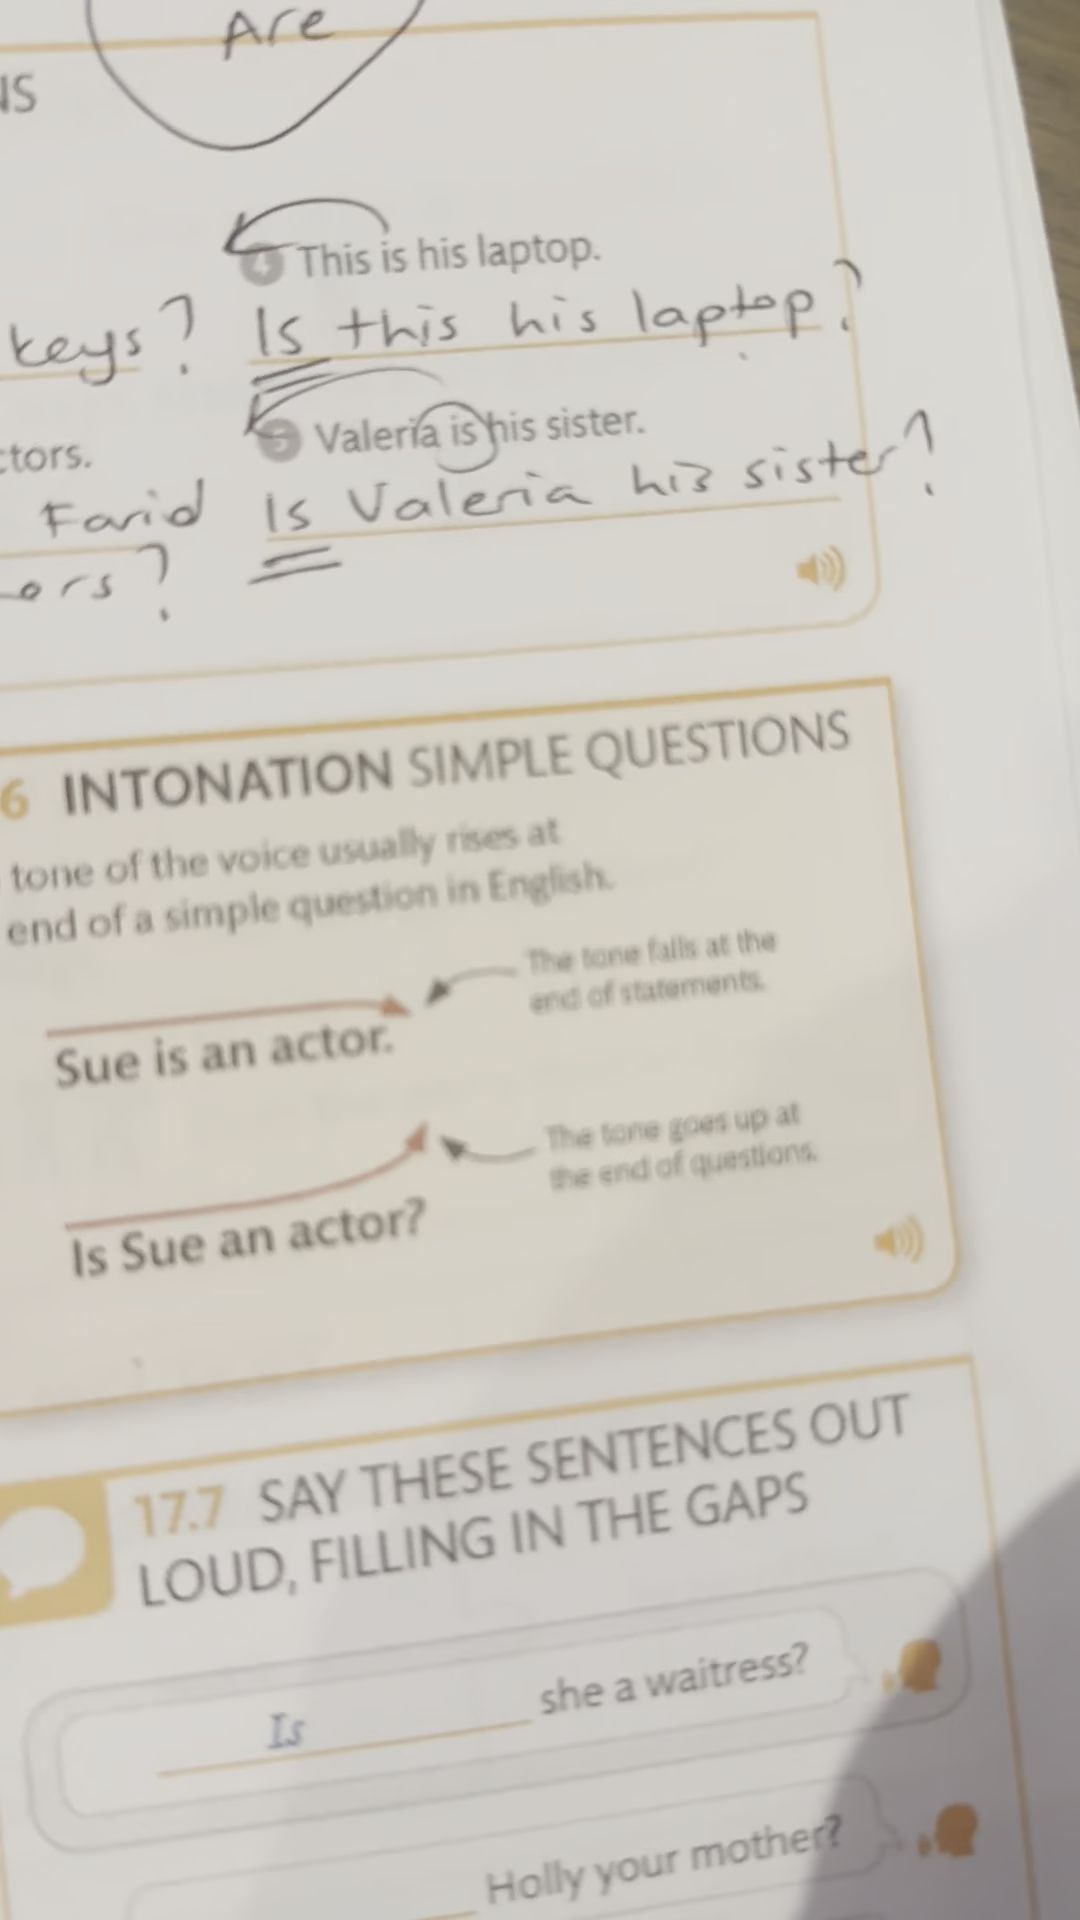 Are
NS
4 This is his laptop.
keys? Is this his laptop?
5 Valeria is his sister.
ctors.
Farid Is Valeria his sister?
ors?
6 INTONATION SIMPLE QUESTIONS
tone of the voice usually rises at
end of a simple question in English.
The tone falls at the
end of statements.
Sue is an actor.
The tone goes up at
the end of questions.
Is Sue an actor?
17.7 SAY THESE SENTENCES OUT
LOUD, FILLING IN THE GAPS
Is she a waitress?
Holly your mother?